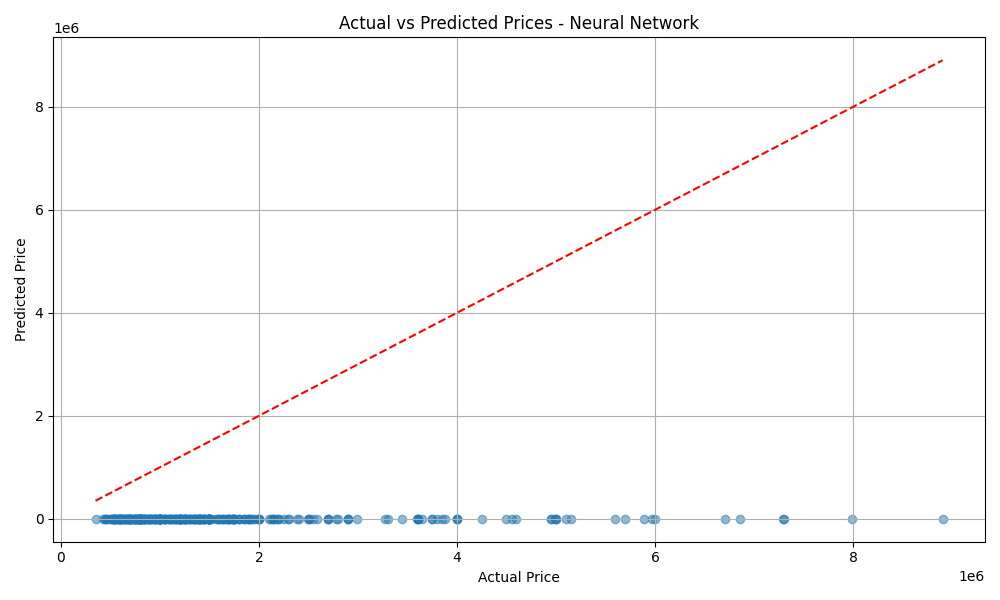 Actual vs Predicted Prices - Neural Network
1e6
8
6
4
2
0
Predicted Price
0 2 4 6 8
Actual Price
1e6